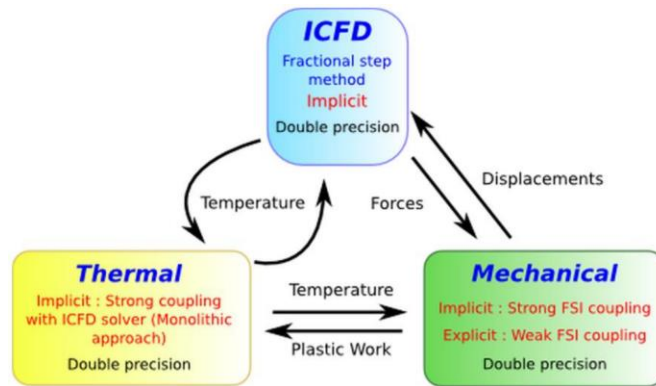 ICFD
Fractional step
method
Implicit
Double precision
Temperature
Forces
Displacements
Thermal
Implicit : Strong coupling
with ICFD solver (Monolithic
approach)
Double precision
Temperature
Plastic Work
Mechanical
Implicit : Strong FSI coupling
Explicit : Weak FSI coupling
Double precision